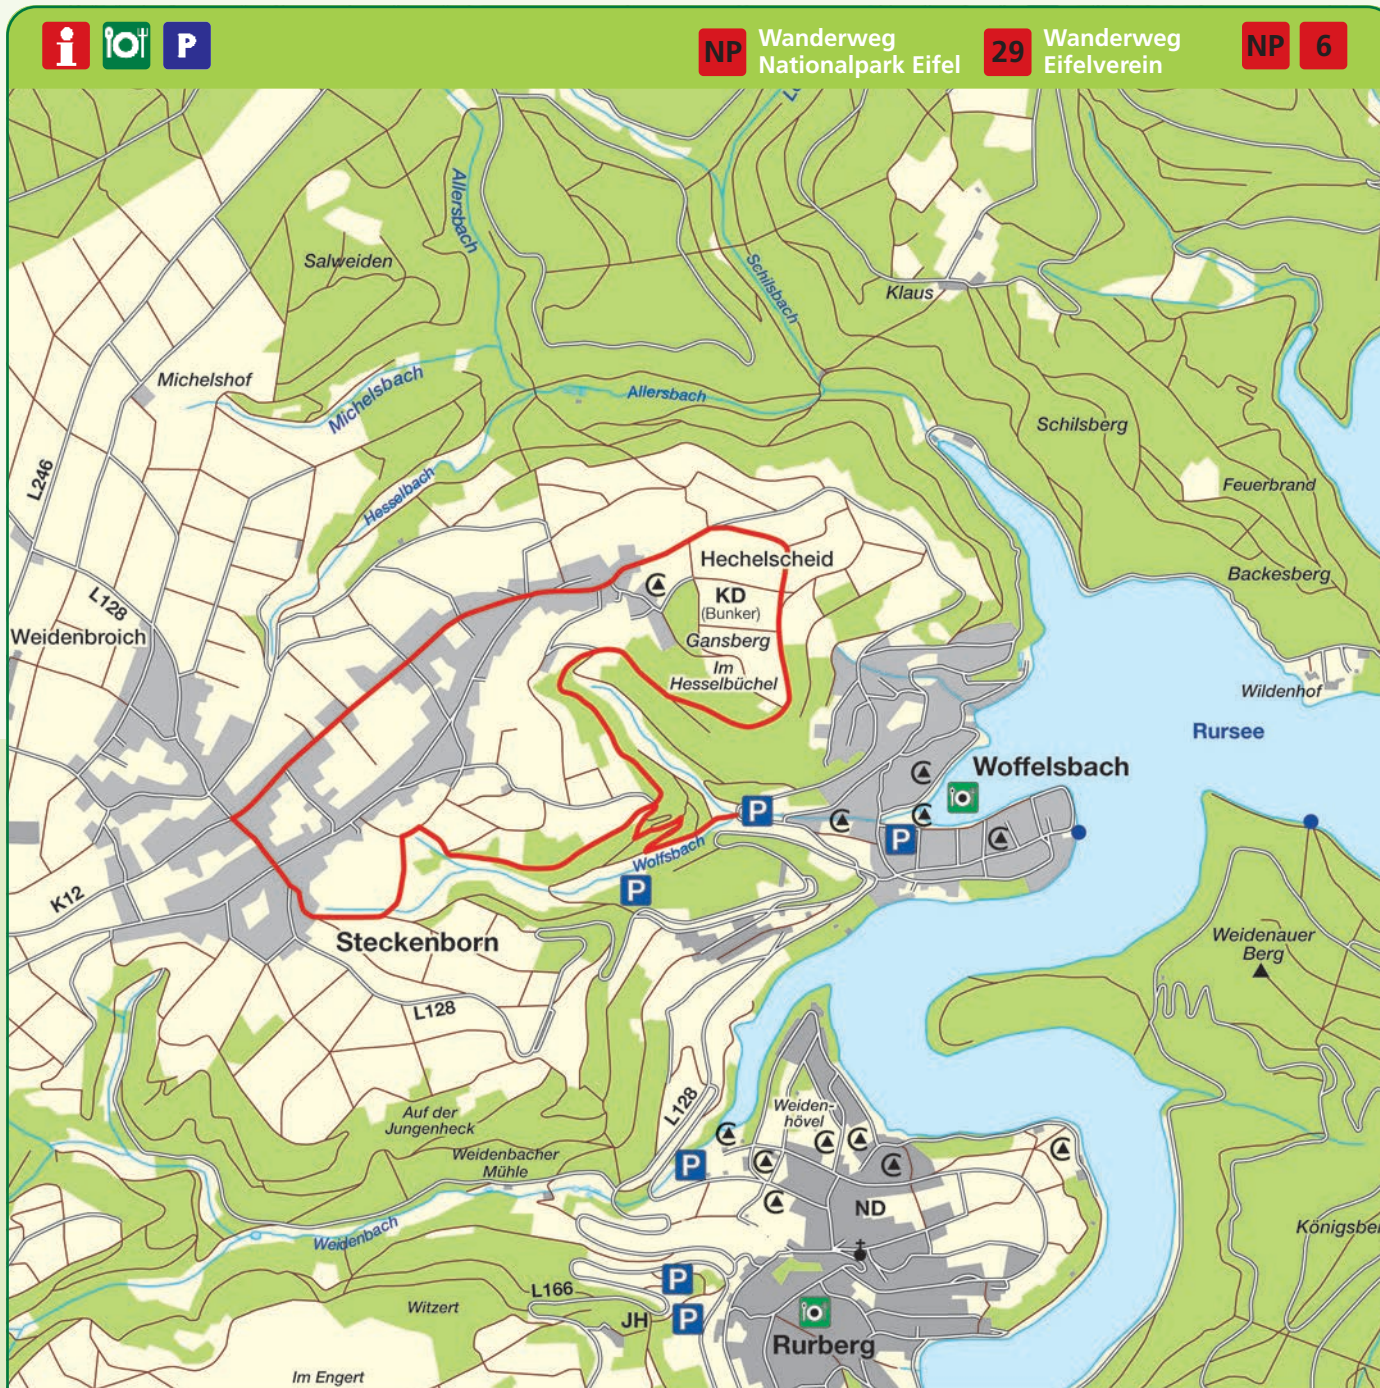 i
P
NP
Wanderweg
Nationalpark Eifel
29
Wanderweg
Eifelverein
NP
6
Allersbach
Salweiden
Schilsbach
Klaus
Michelshof
Michelsbach
Allersbach
Schilsberg
L246
Hesselbach
Feuerbrand
Hechelscheid
Backesberg
L128
KD
(Bunker)
Weidenbroich
Gansberg
Im
Hesselbüchel
Wildenhof
Rursee
Woffelsbach
P
P
Wolfsbach
P
K12
Steckenborn
Weidenauer
Berg
L128
Weiden-
hövel
L128
Auf der
Jungenheck
Weidenbacher
Mühle
P
ND
Weidenbach
Königsber
P
L166
Witzert
JH
P
Rurberg
Im Engert